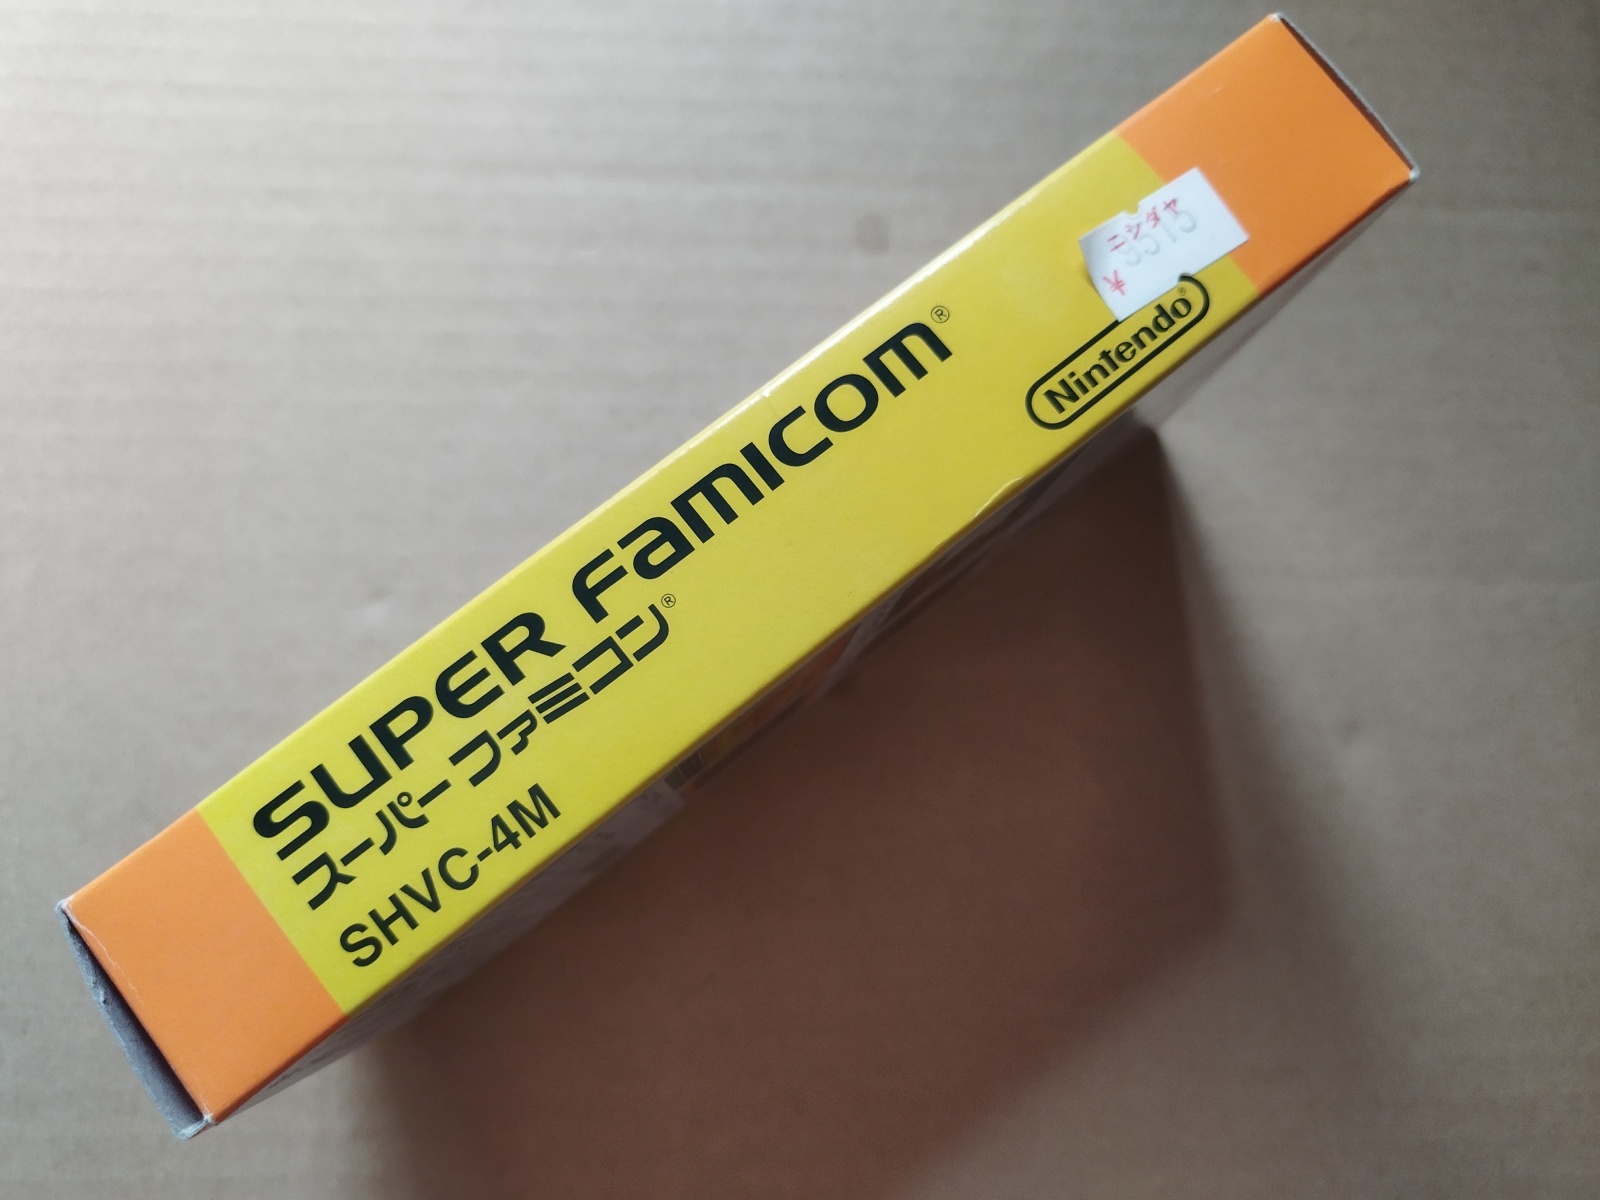 SUPER FAMICOM®
スーパーファミコン®
SHVC-4M
ニシダヤ
¥
Nintendo®